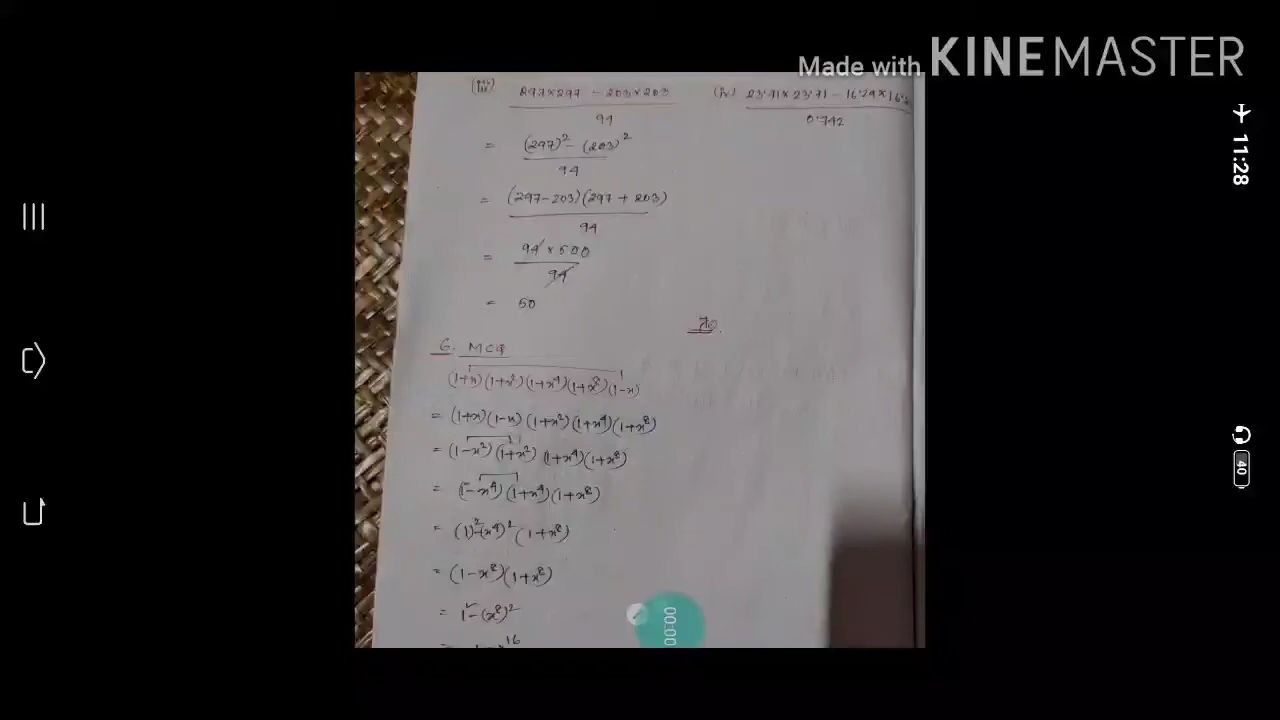 Made with KINEMASTER
(iii) 297×297 - 203×203 / 94
= (297)² - (203)² / 94
= (297-203)(297+203) / 94
= 94 × 500 / 94
= 50
(iv) 23.71×23.71 - 16.29×16. / 0.742
6. MCQ
(1+x)(1+x²)(1+x⁴)(1+x⁸)(1-x)
= (1+x)(1-x)(1+x²)(1+x⁴)(1+x⁸)
= (1-x²)(1+x²)(1+x⁴)(1+x⁸)
= (1-x⁴)(1+x⁴)(1+x⁸)
= (1)²-(x⁴)²(1+x⁸)
= (1-x⁸)(1+x⁸)
= 1²-(x⁸)²
11:28
40
00:00